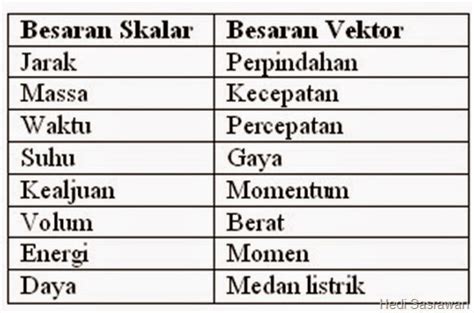 Besaran Skalar Besaran Vektor
Jarak Perpindahan
Massa Kecepatan
Waktu Percepatan
Suhu Gaya
Kealjuan Momentum
Volum Berat
Energi Momen
Daya Medan listrik
Hedi Sasrawan